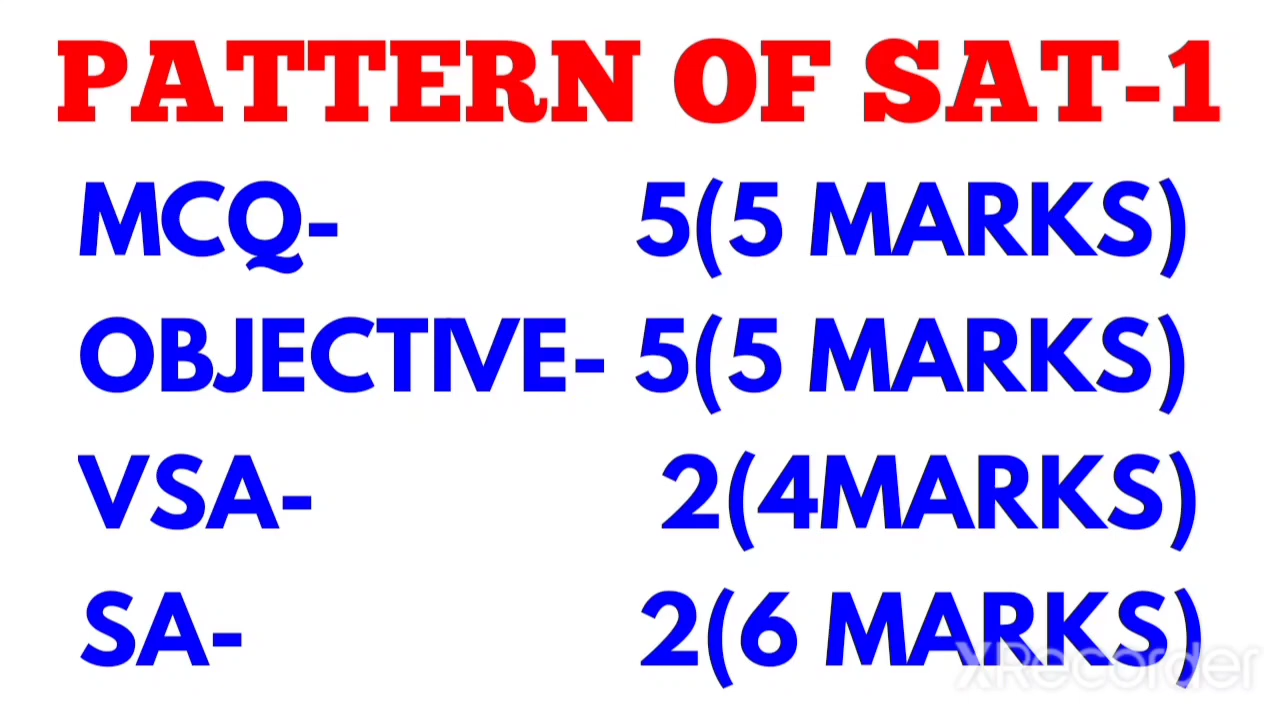 PATTERN OF SAT-1
MCQ- 5(5 MARKS)
OBJECTIVE- 5(5 MARKS)
VSA- 2(4MARKS)
SA- 2(6 MARKS)
XRecorder